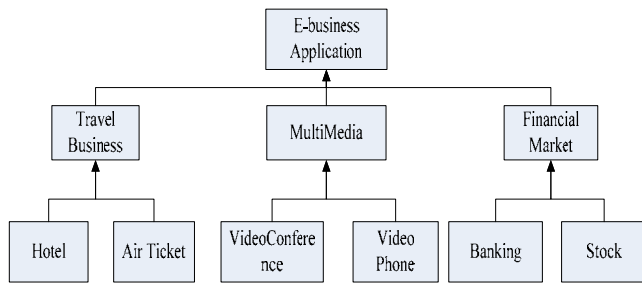 E-business
Application
Travel
Business
MultiMedia
Financial
Market
Hotel
Air Ticket
VideoConfere
nce
Video
Phone
Banking
Stock